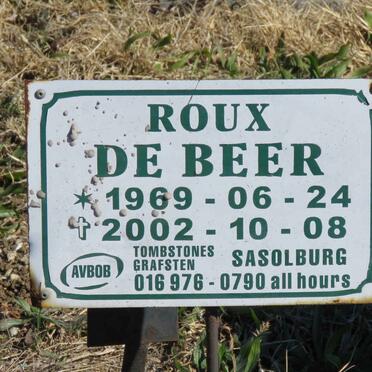 ROUX
DE BEER
* 1969 - 06 - 24
✝ 2002 - 10 - 08
AVBOB
TOMBSTONES
GRAFSTEN
SASOLBURG
016 976 - 0790 all hours